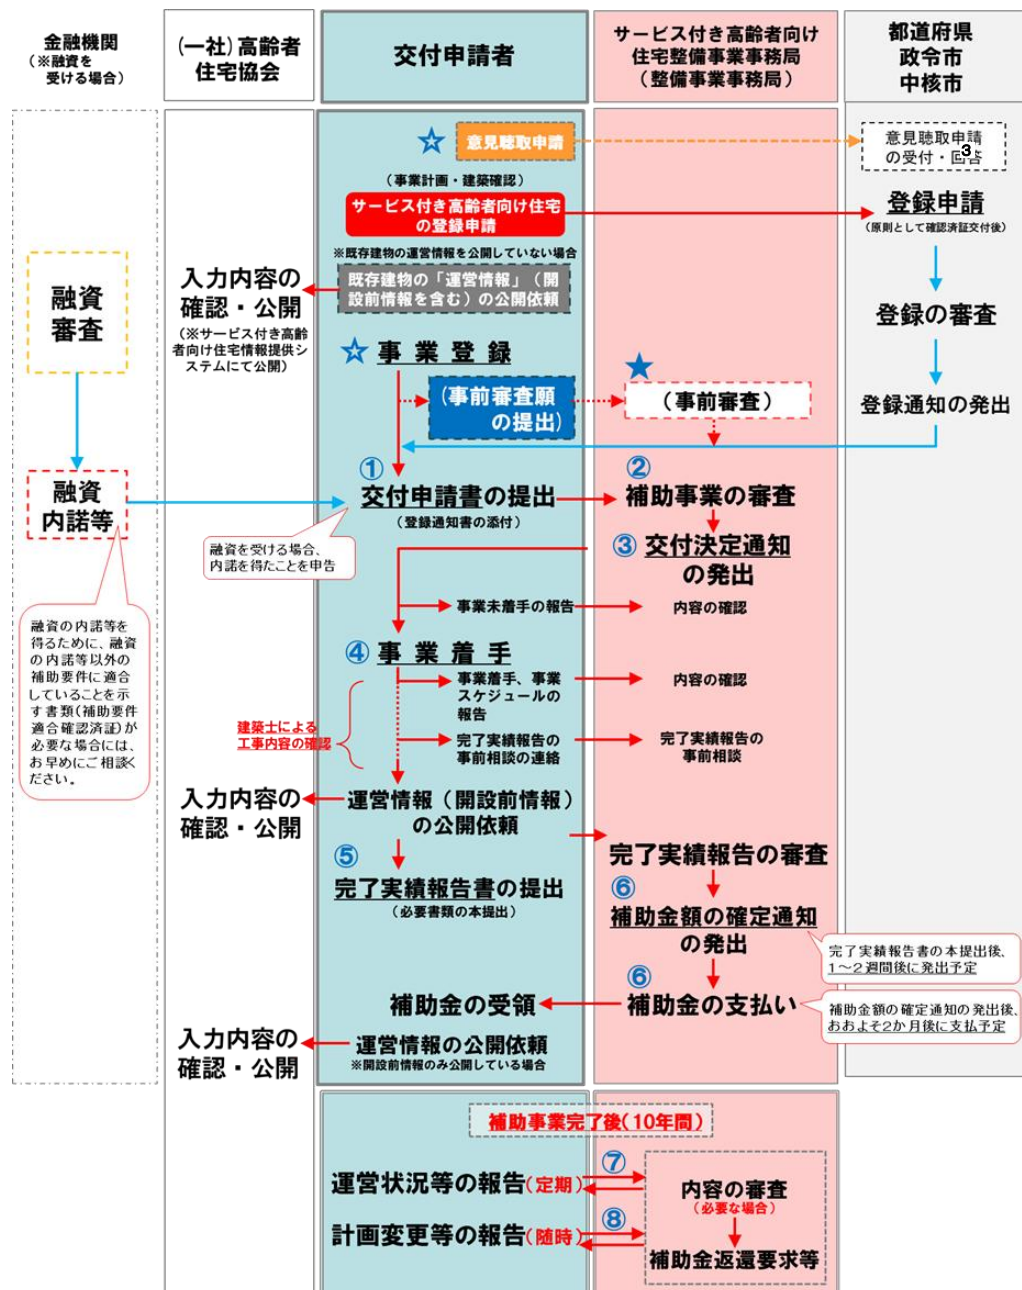 金融機関
(※融資を
受ける場合)
(一社)高齢者
住宅協会
交付申請者
サービス付き高齢者向け
住宅整備事業事務局
(整備事業事務局)
都道府県
政令市
中核市
☆
意見聴取申請
意見聴取申請
の受付・回答
3
(事業計画・建築確認)
サービス付き高齢者向け住宅
の登録申請
登録申請
(原則として確認済証交付後)
※既存建物の運営情報を公開していない場合
既存建物の「運営情報」(開
設前情報を含む)の公開依頼
入力内容の
確認・公開
(※サービス付き高齢
者向け住宅情報提供シ
ステムにて公開)
融資
審査
登録の審査
☆ 事業登録
★
(事前審査願
の提出)
(事前審査)
登録通知の発出
融資
内諾等
①
交付申請書の提出
(登録通知書の添付)
②
補助事業の審査
融資を受ける場合、
内諾を得たことを申告
③ 交付決定通知
の発出
事業未着手の報告
内容の確認
融資の内諾等を
得るために、融資
の内諾等以外の
補助要件に適合
していることを示
す書類(補助要件
適合確認済証)が
必要な場合には、
お早めにご相談く
ださい。
④ 事業着手
事業着手、事業
スケジュールの
報告
内容の確認
建築士による
工事内容の確認
完了実績報告の
事前相談の連絡
完了実績報告の
事前相談
入力内容の
確認・公開
運営情報(開設前情報)
の公開依頼
完了実績報告の審査
⑤
完了実績報告書の提出
(必要書類の本提出)
⑥
補助金額の確定通知
の発出
完了実績報告書の本提出後、
1~2週間後に発出予定
⑥
補助金の支払い
補助金の受領
補助金額の確定通知の発出後、
おおよそ2か月後に支払予定
入力内容の
確認・公開
運営情報の公開依頼
※開設前情報のみ公開している場合
補助事業完了後(10年間)
運営状況等の報告(定期)
⑦
内容の審査
(必要な場合)
計画変更等の報告(随時)
⑧
補助金返還要求等